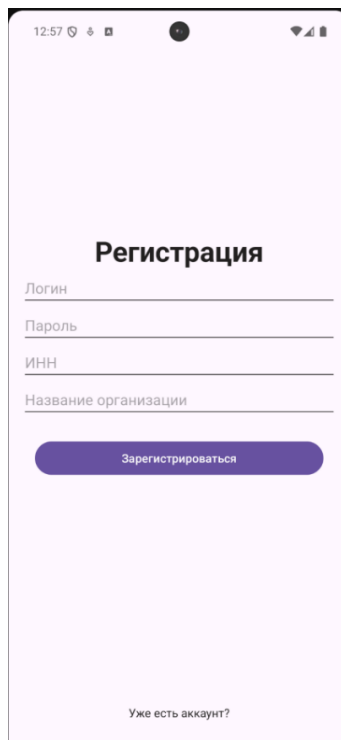 12:57
Регистрация
Логин
Пароль
ИНН
Название организации
Зарегистрироваться
Уже есть аккаунт?